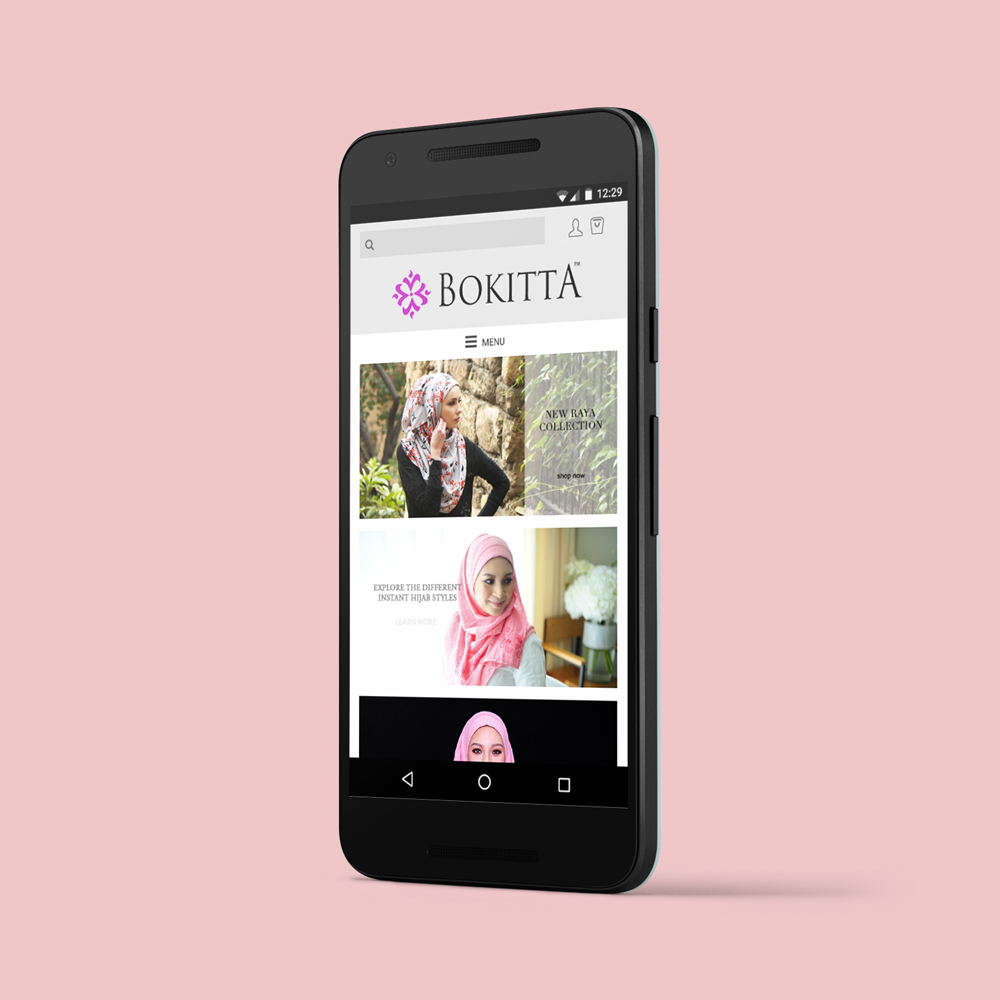 12:29
BOKITTA™
MENU
NEW RAYA
COLLECTION
shop now
EXPLORE THE DIFFERENT
INSTANT HIJAB STYLES
LEARN MORE